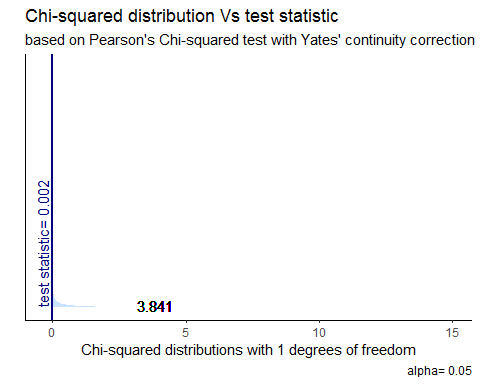 Chi-squared distribution Vs test statistic
based on Pearson's Chi-squared test with Yates' continuity correction
test statistic= 0.002
3.841
0 5 10 15
Chi-squared distributions with 1 degrees of freedom
alpha= 0.05